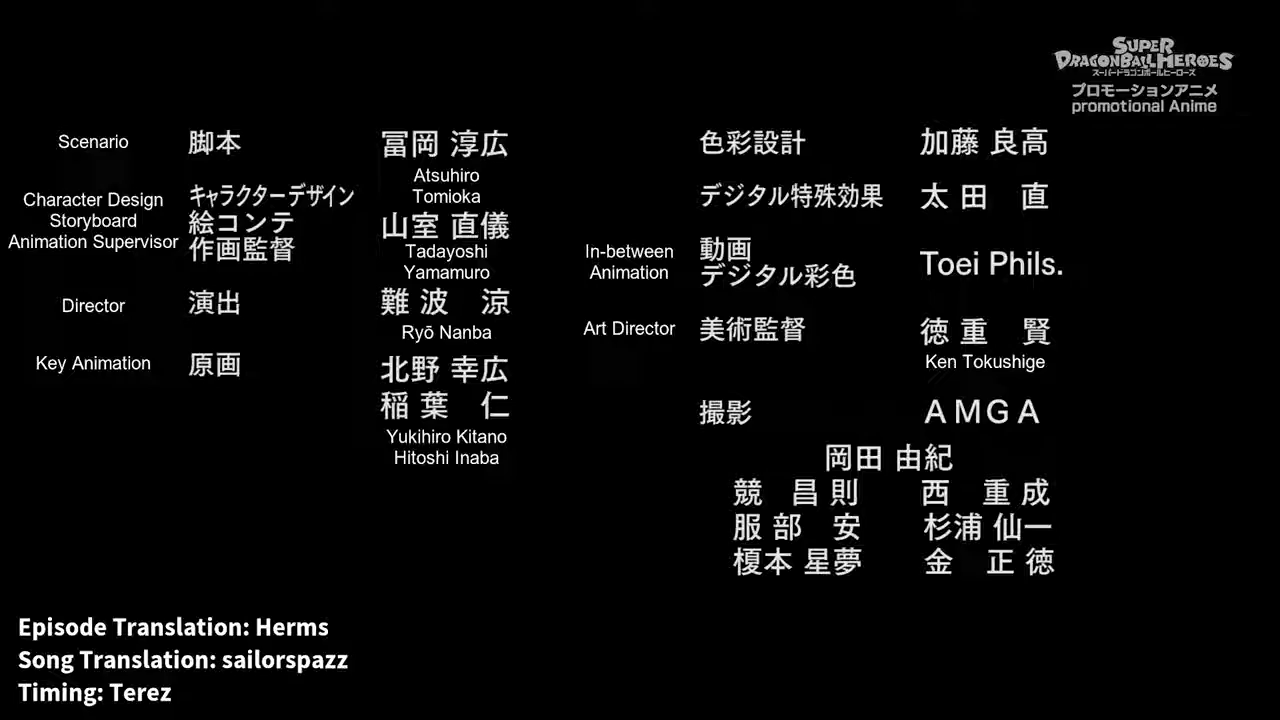 SUPER
DRAGONBALL HEROES
スーパードラゴンボールヒーローズ
プロモーションアニメ
promotional Anime
Scenario 脚本 冨岡 淳広
Atsuhiro
Tomioka
Character Design キャラクターデザイン
Storyboard 絵コンテ 山室 直儀
Animation Supervisor 作画監督
Tadayoshi
Yamamuro
Director 演出 難波 涼
Ryō Nanba
Key Animation 原画 北野 幸広
稲葉 仁
Yukihiro Kitano
Hitoshi Inaba
色彩設計 加藤 良高
デジタル特殊効果 太田 直
In-between 動画
Animation デジタル彩色 Toei Phils.
Art Director 美術監督 徳重 賢
Ken Tokushige
撮影 AMGA
岡田 由紀
競 昌則 西 重成
服部 安 杉浦 仙一
榎本 星夢 金 正徳
Episode Translation: Herms
Song Translation: sailorspazz
Timing: Terez